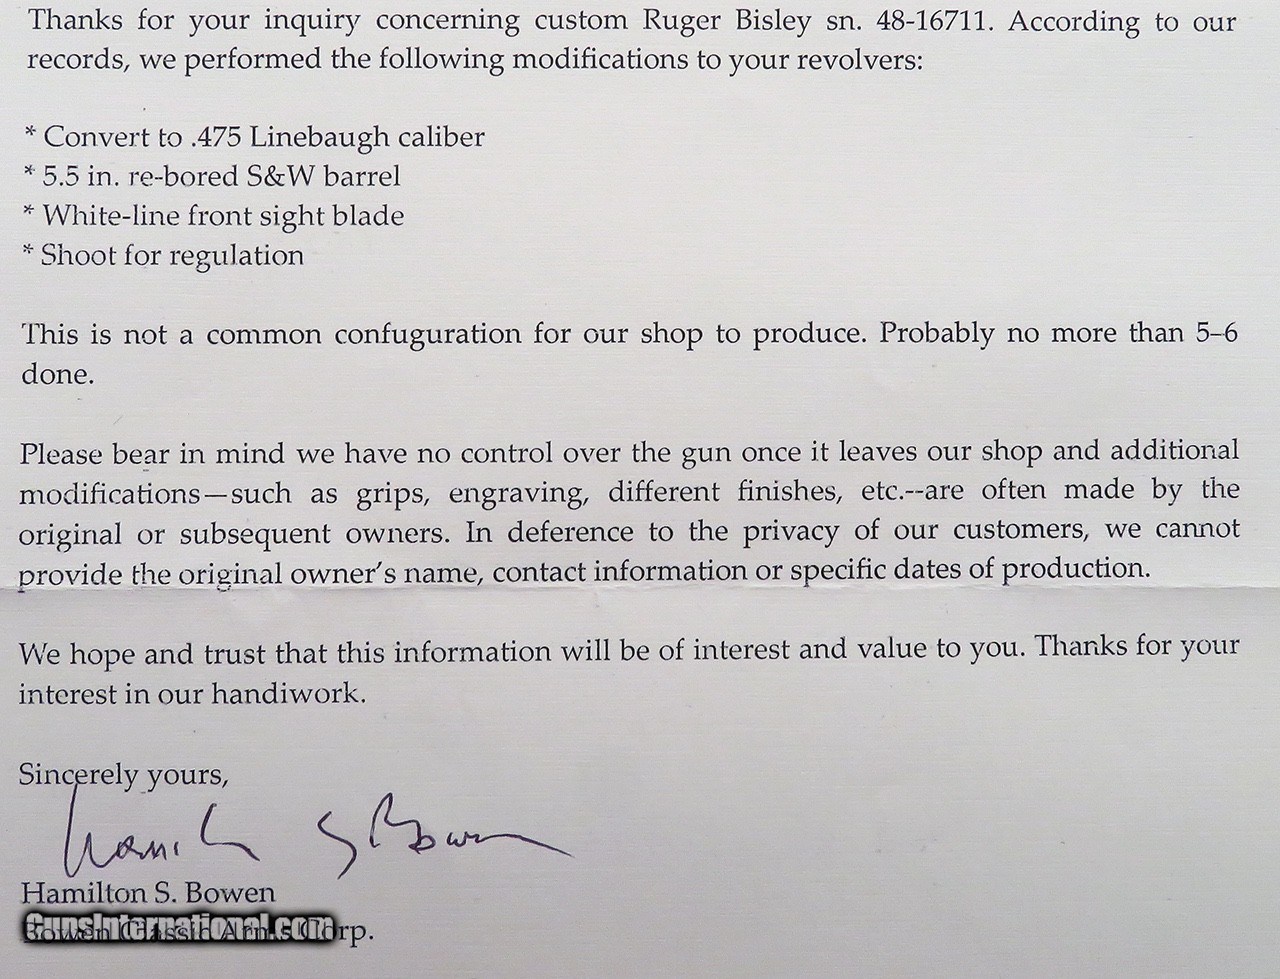 Thanks for your inquiry concerning custom Ruger Bisley sn. 48-16711. According to our
records, we performed the following modifications to your revolvers:
* Convert to .475 Linebaugh caliber
* 5.5 in. re-bored S&W barrel
* White-line front sight blade
* Shoot for regulation
This is not a common confuguration for our shop to produce. Probably no more than 5–6
done.
Please bear in mind we have no control over the gun once it leaves our shop and additional
modifications—such as grips, engraving, different finishes, etc.--are often made by the
original or subsequent owners. In deference to the privacy of our customers, we cannot
provide the original owner's name, contact information or specific dates of production.
We hope and trust that this information will be of interest and value to you. Thanks for your
interest in our handiwork.
Sincerely yours,
Hamilton S Bowen
Hamilton S. Bowen
GunsInternational.com
Bowen Classic Arms Corp.